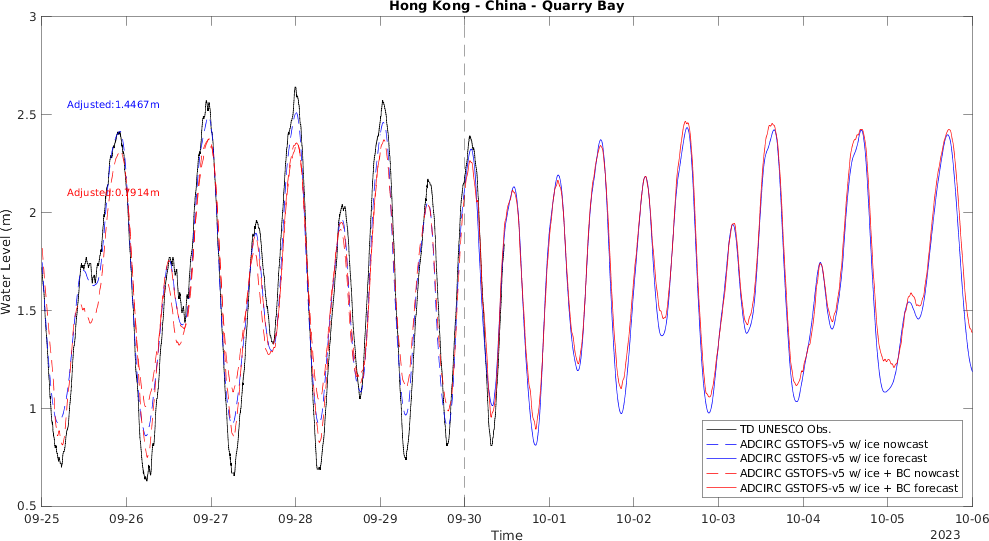 Hong Kong - China - Quarry Bay
Water Level (m)
3
2.5
2
1.5
1
0.5
Adjusted:1.4467m
Adjusted:0.7914m
TD UNESCO Obs.
ADCIRC GSTOFS-v5 w/ ice nowcast
ADCIRC GSTOFS-v5 w/ ice forecast
ADCIRC GSTOFS-v5 w/ ice + BC nowcast
ADCIRC GSTOFS-v5 w/ ice + BC forecast
09-25 09-26 09-27 09-28 09-29 09-30 10-01 10-02 10-03 10-04 10-05 10-06
Time
2023